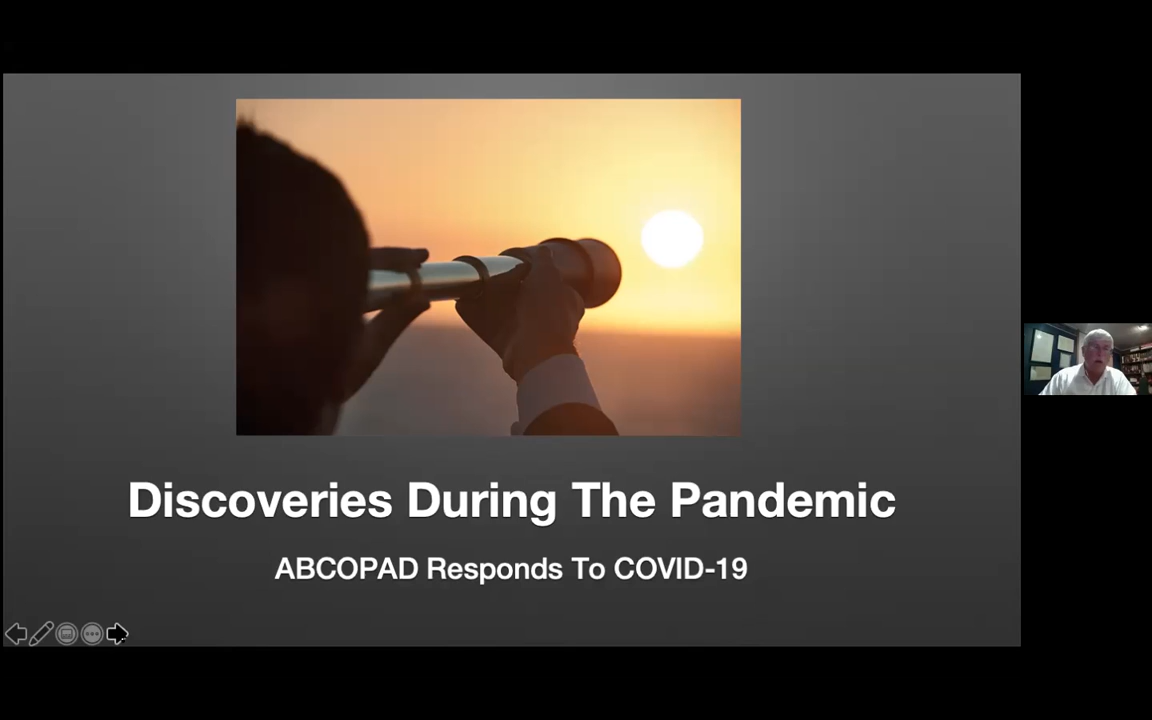 Discoveries During The Pandemic
ABCOPAD Responds To COVID-19